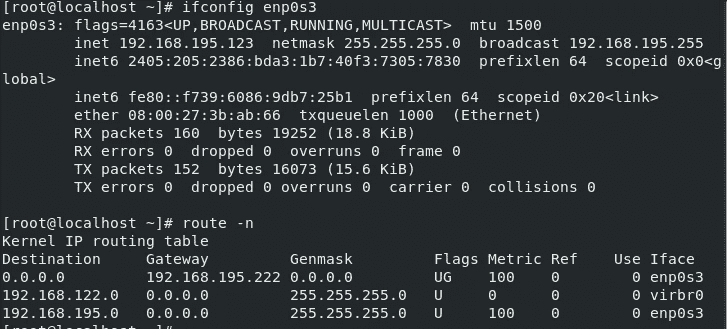 [root@localhost ~]# ifconfig enp0s3
enp0s3: flags=4163<UP,BROADCAST,RUNNING,MULTICAST>  mtu 1500
        inet 192.168.195.123  netmask 255.255.255.0  broadcast 192.168.195.255
        inet6 2405:205:2386:bda3:1b7:40f3:7305:7830  prefixlen 64  scopeid 0x0<g
lobal>
        inet6 fe80::f739:6086:9db7:25b1  prefixlen 64  scopeid 0x20<link>
        ether 08:00:27:3b:ab:66  txqueuelen 1000  (Ethernet)
        RX packets 160  bytes 19252 (18.8 KiB)
        RX errors 0  dropped 0  overruns 0  frame 0
        TX packets 152  bytes 16073 (15.6 KiB)
        TX errors 0  dropped 0 overruns 0  carrier 0  collisions 0
[root@localhost ~]# route -n
Kernel IP routing table
Destination     Gateway         Genmask         Flags Metric Ref    Use Iface
0.0.0.0         192.168.195.222 0.0.0.0         UG    100    0        0 enp0s3
192.168.122.0   0.0.0.0         255.255.255.0   U     0      0        0 virbr0
192.168.195.0   0.0.0.0         255.255.255.0   U     100    0        0 enp0s3
[root@localhost ~]#